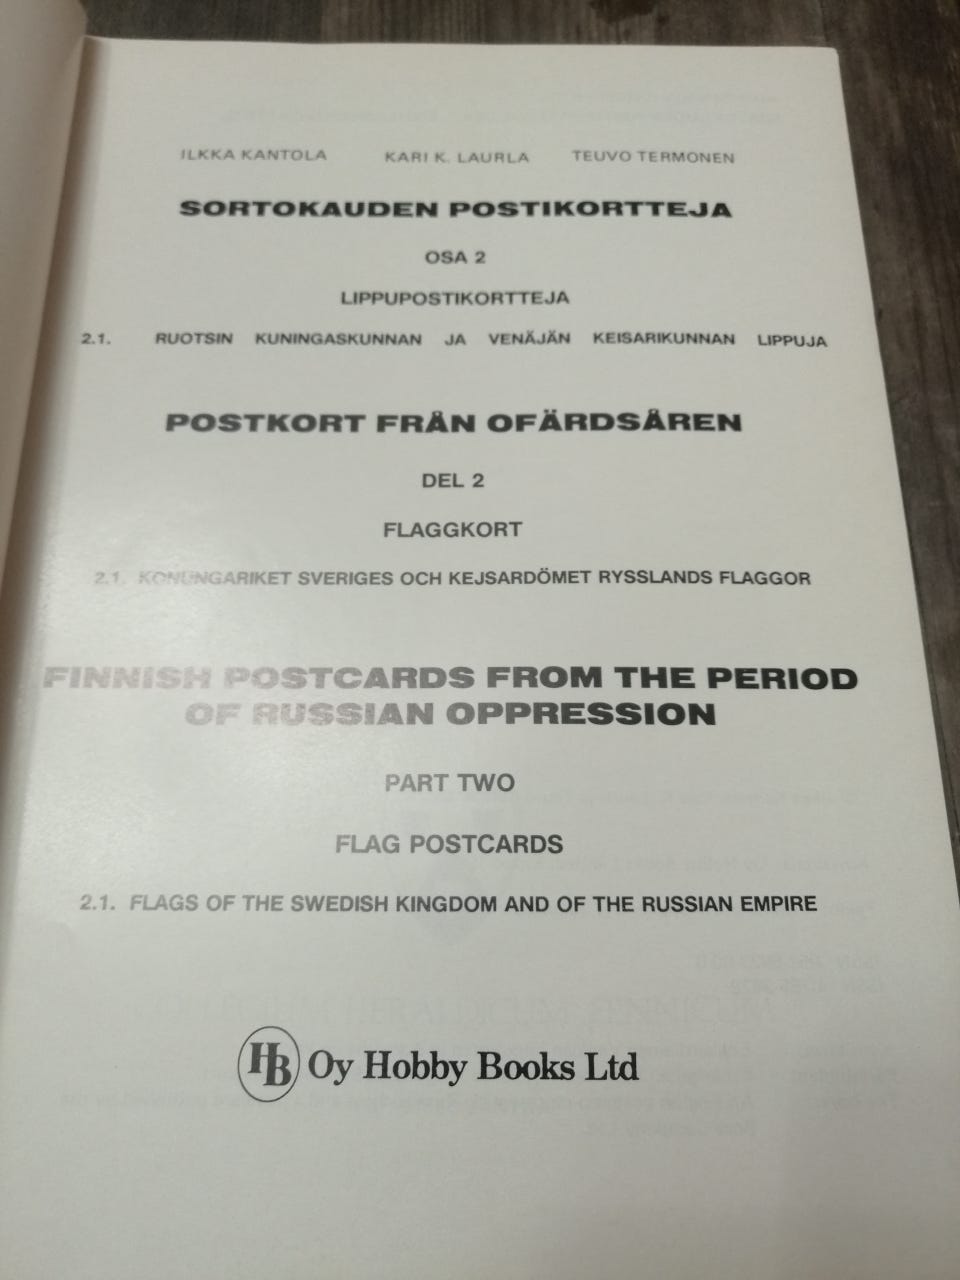 ILKKA KANTOLA KARI K. LAURLA TEUVO TERMONEN
SORTOKAUDEN POSTIKORTTEJA
OSA 2
LIPPUPOSTIKORTTEJA
2.1. RUOTSIN KUNINGASKUNNAN JA VENÄJÄN KEISARIKUNNAN LIPPUJA
POSTKORT FRÅN OFÄRDSÅREN
DEL 2
FLAGGKORT
2.1. KONUNGARIKET SVERIGES OCH KEJSARDÖMET RYSSLANDS FLAGGOR
FINNISH POSTCARDS FROM THE PERIOD
OF RUSSIAN OPPRESSION
PART TWO
FLAG POSTCARDS
2.1. FLAGS OF THE SWEDISH KINGDOM AND OF THE RUSSIAN EMPIRE
HB Oy Hobby Books Ltd